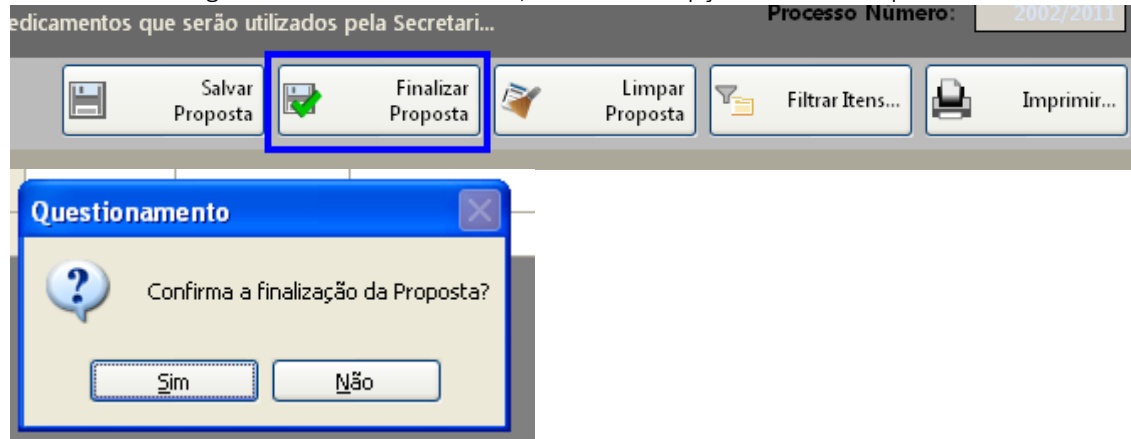 edicamentos que serão utilizados pela Secretari...
Processo Número: 2002/2011
Salvar
Proposta
Finalizar
Proposta
Limpar
Proposta
Filtrar Itens...
Imprimir...
Questionamento
Confirma a finalização da Proposta?
Sim
Não